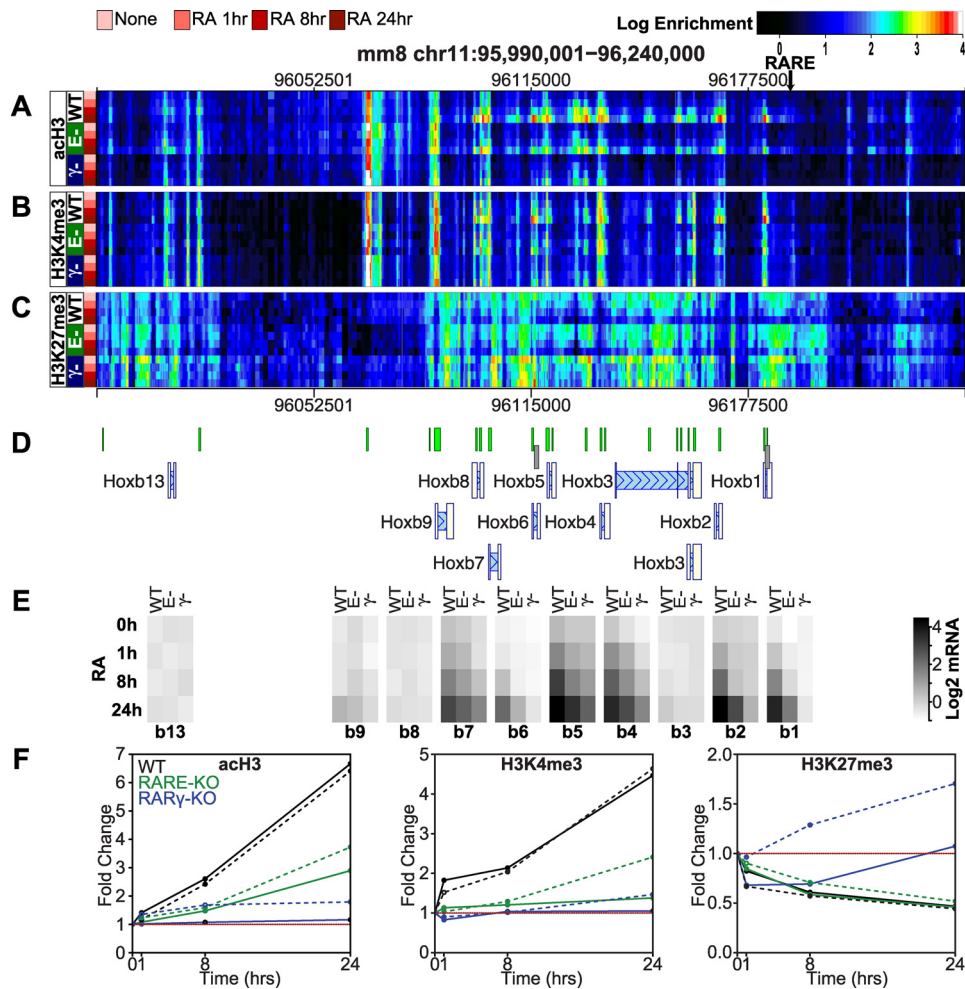 None RA 1hr RA 8hr RA 24hr
Log Enrichment
0 1 2 3 4
mm8 chr11:95,990,001–96,240,000
RARE
96052501 96115000 96177500
A
acH3
WT E- γ-
B
H3K4me3
WT E- γ-
C
H3K27me3
WT E- γ-
96052501 96115000 96177500
D
Hoxb13 Hoxb8 Hoxb5 Hoxb3 Hoxb1
Hoxb9 Hoxb6 Hoxb4 Hoxb2
Hoxb7 Hoxb3
E
WT E- γ- WT E- γ- WT E- γ- WT E- γ- WT E- γ- WT E- γ- WT E- γ- WT E- γ- WT E- γ- WT E- γ-
RA
0h
1h
8h
24h
b13 b9 b8 b7 b6 b5 b4 b3 b2 b1
Log2 mRNA
4
2
0
F
acH3
WT
RARE-KO
RARγ-KO
Fold Change
7
6
5
4
3
2
1
0
01 8 24
Time (hrs)
H3K4me3
Fold Change
5
4
3
2
1
0
01 8 24
Time (hrs)
H3K27me3
Fold Change
2.0
1.5
1.0
0.5
0.0
01 8 24
Time (hrs)